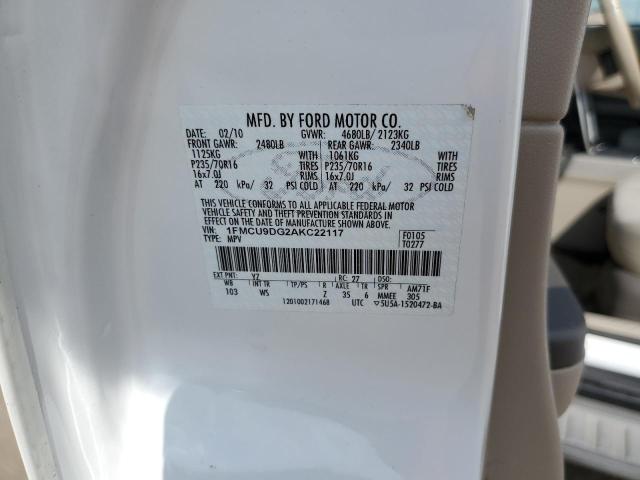 MFD. BY FORD MOTOR CO.
DATE: 02/10 GVWR: 4680LB/ 2123KG
FRONT GAWR: 2480LB REAR GAWR: 2340LB
1125KG WITH 1061KG WITH
P235/70R16 TIRES P235/70R16 TIRES
16x7.0J RIMS 16x7.0J RIMS
AT 220 kPa/ 32 PSI COLD AT 220 kPa/ 32 PSI COLD
THIS VEHICLE CONFORMS TO ALL APPLICABLE FEDERAL MOTOR
VEHICLE SAFETY AND THEFT PREVENTION STANDARDS IN
EFFECT ON THE DATE OF MANUFACTURE SHOWN ABOVE.
VIN: 1FMCU9DG2AKC22117 F0105
TYPE: MPV T0277
EXT PNT: YZ RC: 27 DSO:
WB INT TR TP/PS R AXLE TR SPR AM71F
103 WS Z 35 6 MMEE 305
1201002171468 UTC 5U5A-1520472-BA